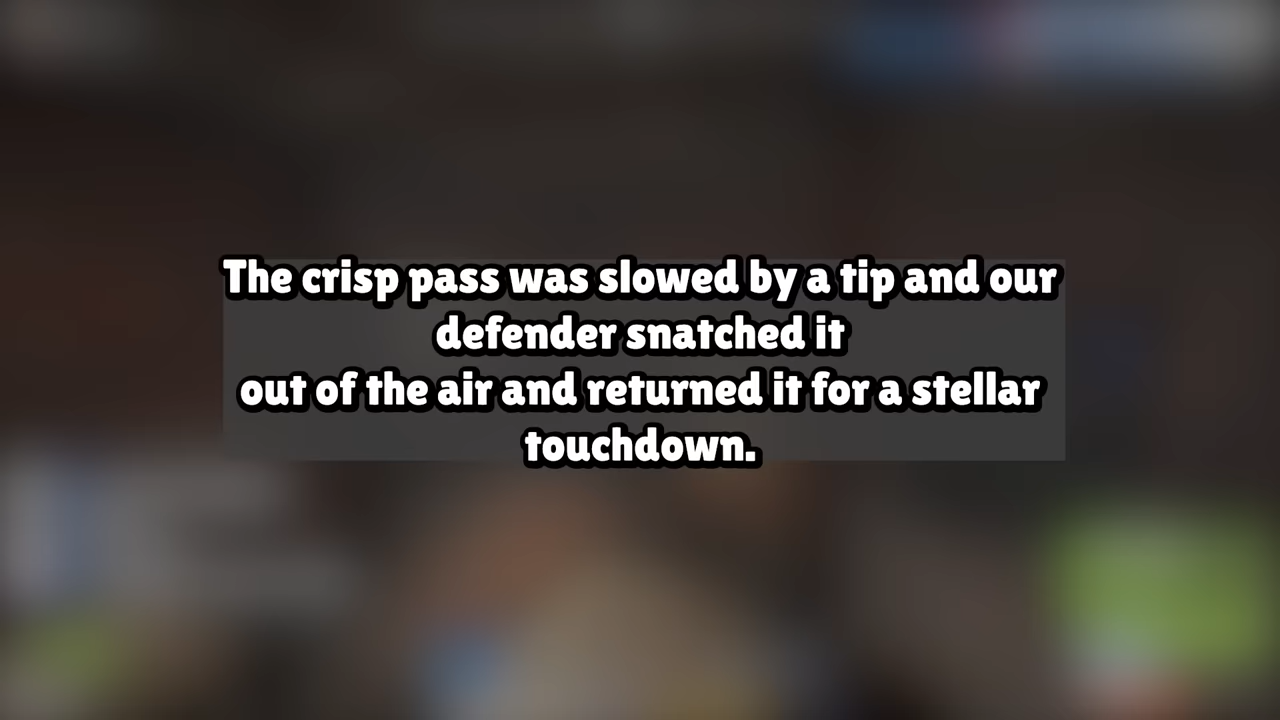 The crisp pass was slowed by a tip and our
defender snatched it
out of the air and returned it for a stellar
touchdown.